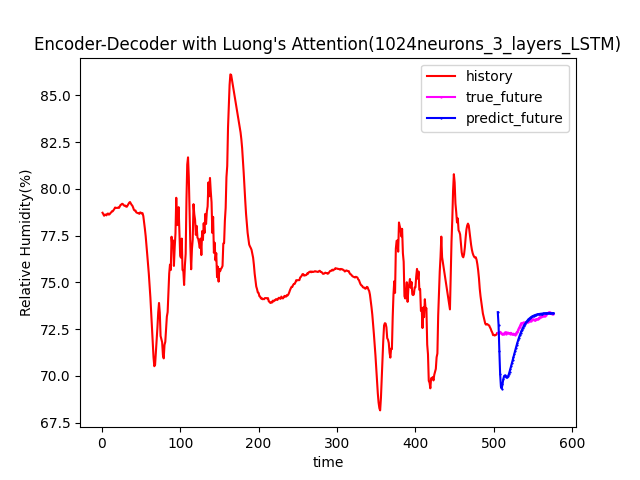 Encoder-Decoder with Luong's Attention(1024neurons_3_layers_LSTM)
history
true_future
predict_future
Relative Humidity(%)
85.0
82.5
80.0
77.5
75.0
72.5
70.0
67.5
0 100 200 300 400 500 600
time